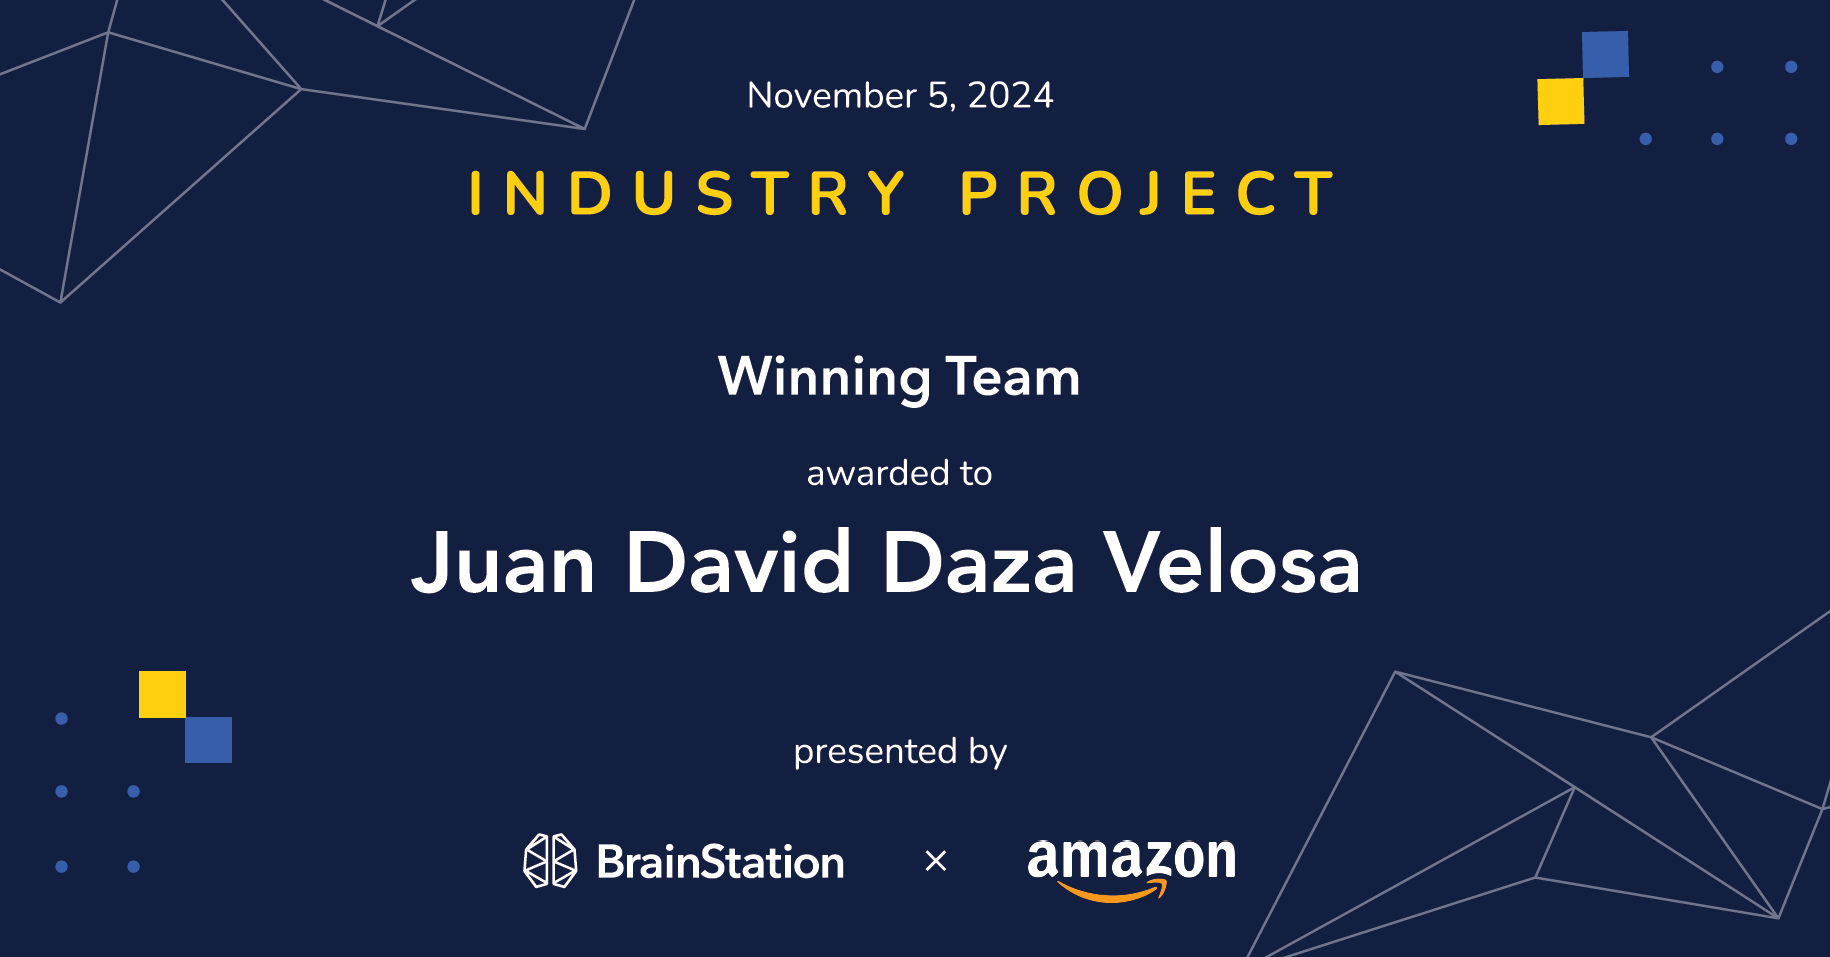 November 5, 2024
INDUSTRY PROJECT
Winning Team
awarded to
Juan David Daza Velosa
presented by
BrainStation × amazon